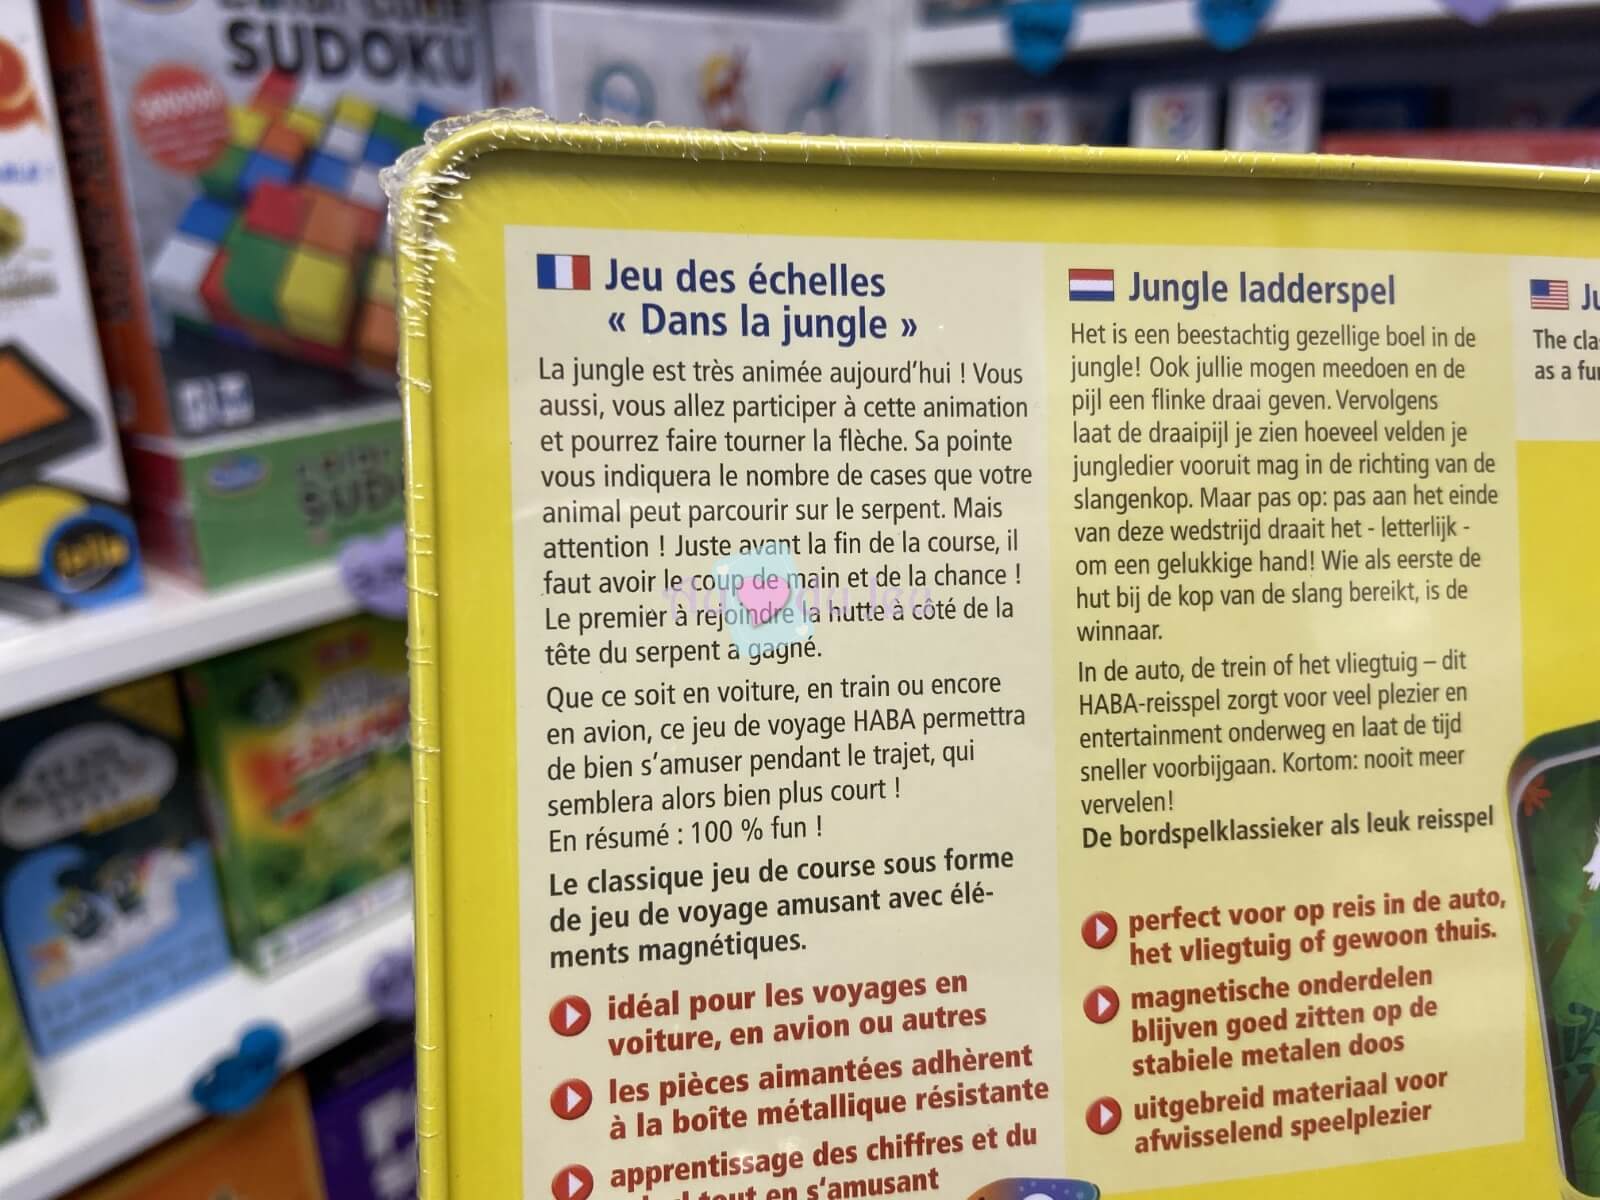 SUDOKU
Jeu des échelles
« Dans la jungle »
La jungle est très animée aujourd'hui ! Vous
aussi, vous allez participer à cette animation
et pourrez faire tourner la flèche. Sa pointe
vous indiquera le nombre de cases que votre
animal peut parcourir sur le serpent. Mais
attention ! Juste avant la fin de la course, il
faut avoir le coup de main et de la chance !
Le premier à rejoindre la hutte à côté de la
tête du serpent a gagné.
Que ce soit en voiture, en train ou encore
en avion, ce jeu de voyage HABA permettra
de bien s'amuser pendant le trajet, qui
semblera alors bien plus court !
En résumé : 100 % fun !
Le classique jeu de course sous forme
de jeu de voyage amusant avec élé-
ments magnétiques.
idéal pour les voyages en
voiture, en avion ou autres
les pièces aimantées adhèrent
à la boîte métallique résistante
apprentissage des chiffres et du
tout en s'amusant
Jungle ladderspel
Het is een beestachtig gezellige boel in de
jungle! Ook jullie mogen meedoen en de
pijl een flinke draai geven. Vervolgens
laat de draaipijl je zien hoeveel velden je
jungledier vooruit mag in de richting van de
slangenkop. Maar pas op: pas aan het einde
van deze wedstrijd draait het - letterlijk -
om een gelukkige hand! Wie als eerste de
hut bij de kop van de slang bereikt, is de
winnaar.
In de auto, de trein of het vliegtuig – dit
HABA-reisspel zorgt voor veel plezier en
entertainment onderweg en laat de tijd
sneller voorbijgaan. Kortom: nooit meer
vervelen!
De bordspelklassieker als leuk reisspel
perfect voor op reis in de auto,
het vliegtuig of gewoon thuis.
magnetische onderdelen
blijven goed zitten op de
stabiele metalen doos
uitgebreid materiaal voor
afwisselend speelplezier
Ju
The cla
as a fu